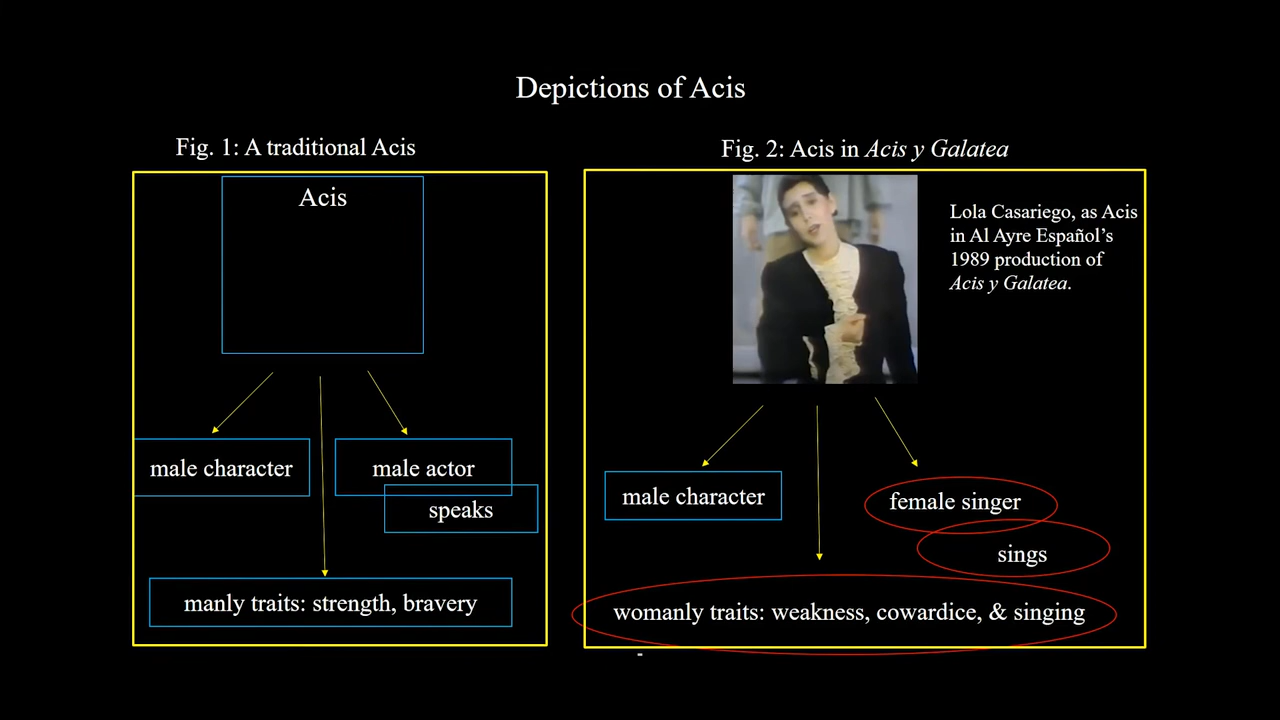 Depictions of Acis
Fig. 1: A traditional Acis
Acis
male character
male actor
speaks
manly traits: strength, bravery
Fig. 2: Acis in Acis y Galatea
Lola Casariego, as Acis
in Al Ayre Español’s
1989 production of
Acis y Galatea.
male character
female singer
sings
womanly traits: weakness, cowardice, & singing